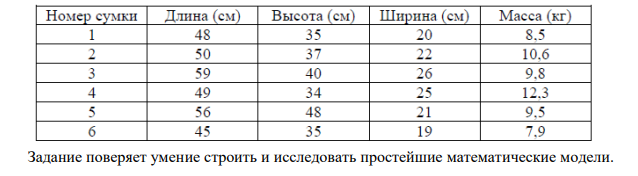 Номер сумки Длина (см) Высота (см) Ширина (см) Масса (кг)
1 48 35 20 8,5
2 50 37 22 10,6
3 59 40 26 9,8
4 49 34 25 12,3
5 56 48 21 9,5
6 45 35 19 7,9
Задание поверяет умение строить и исследовать простейшие математические модели.